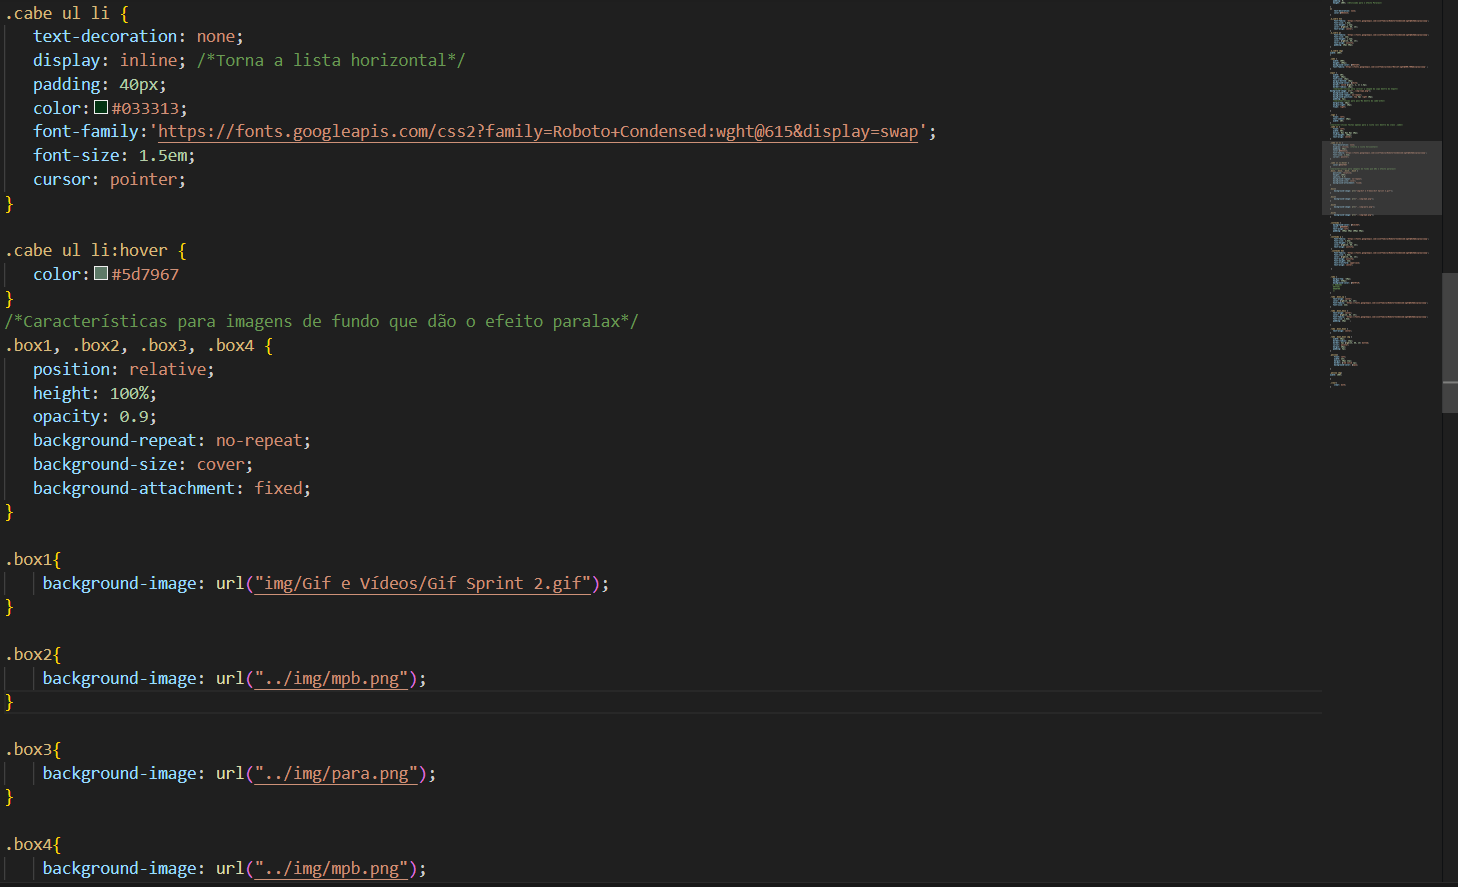 .cabe ul li {
text-decoration: none;
display: inline; /*Torna a lista horizontal*/
padding: 40px;
color:#033313;
font-family:'https://fonts.googleapis.com/css2?family=Roboto+Condensed:wght@615&display=swap';
font-size: 1.5em;
cursor: pointer;
}
.cabe ul li:hover {
color:#5d7967
}
/*Características para imagens de fundo que dão o efeito paralax*/
.box1, .box2, .box3, .box4 {
position: relative;
height: 100%;
opacity: 0.9;
background-repeat: no-repeat;
background-size: cover;
background-attachment: fixed;
}
.box1{
background-image: url("img/Gif e Vídeos/Gif Sprint 2.gif");
}
.box2{
background-image: url("../img/mpb.png");
}
.box3{
background-image: url("../img/para.png");
}
.box4{
background-image: url("../img/mpb.png");